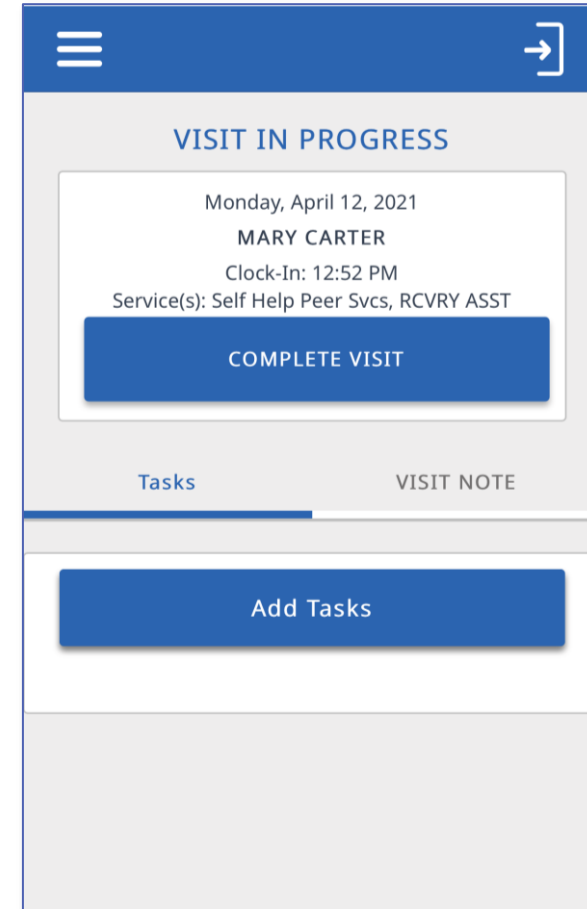 VISIT IN PROGRESS
Monday, April 12, 2021
MARY CARTER
Clock-In: 12:52 PM
Service(s): Self Help Peer Svcs, RCVRY ASST
COMPLETE VISIT
Tasks
VISIT NOTE
Add Tasks